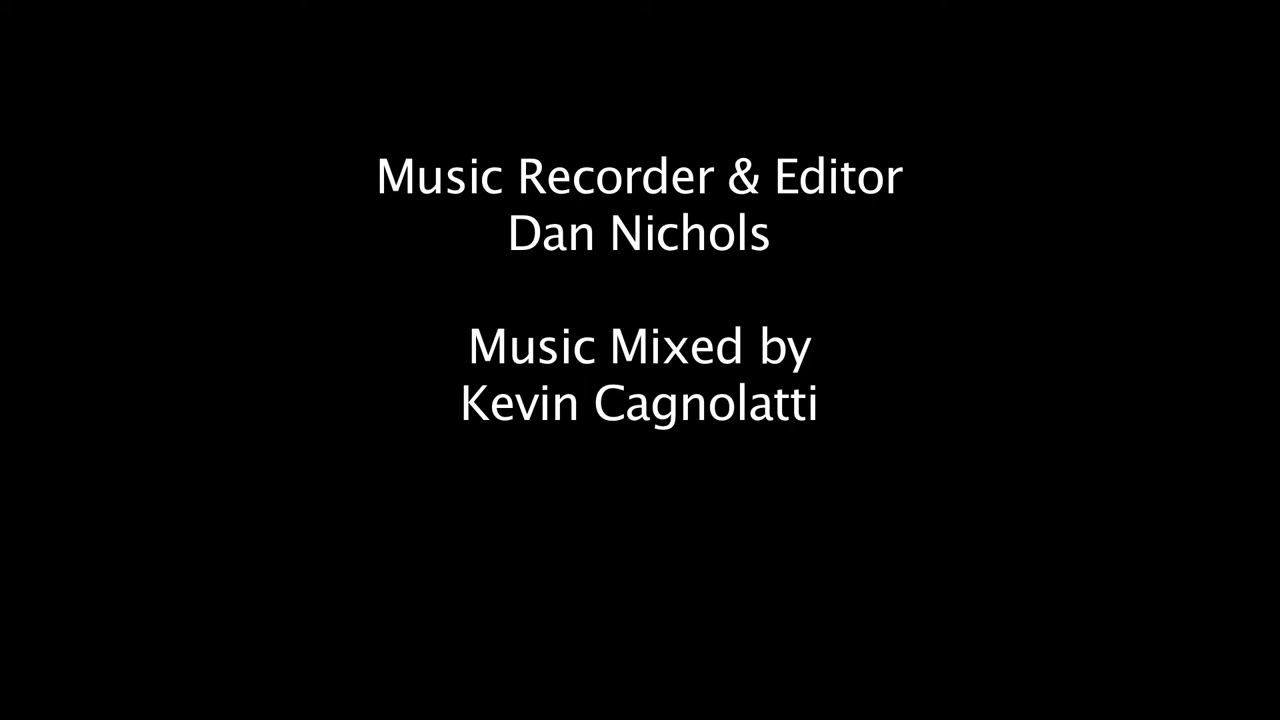 Music Recorder & Editor
Dan Nichols
Music Mixed by
Kevin Cagnolatti